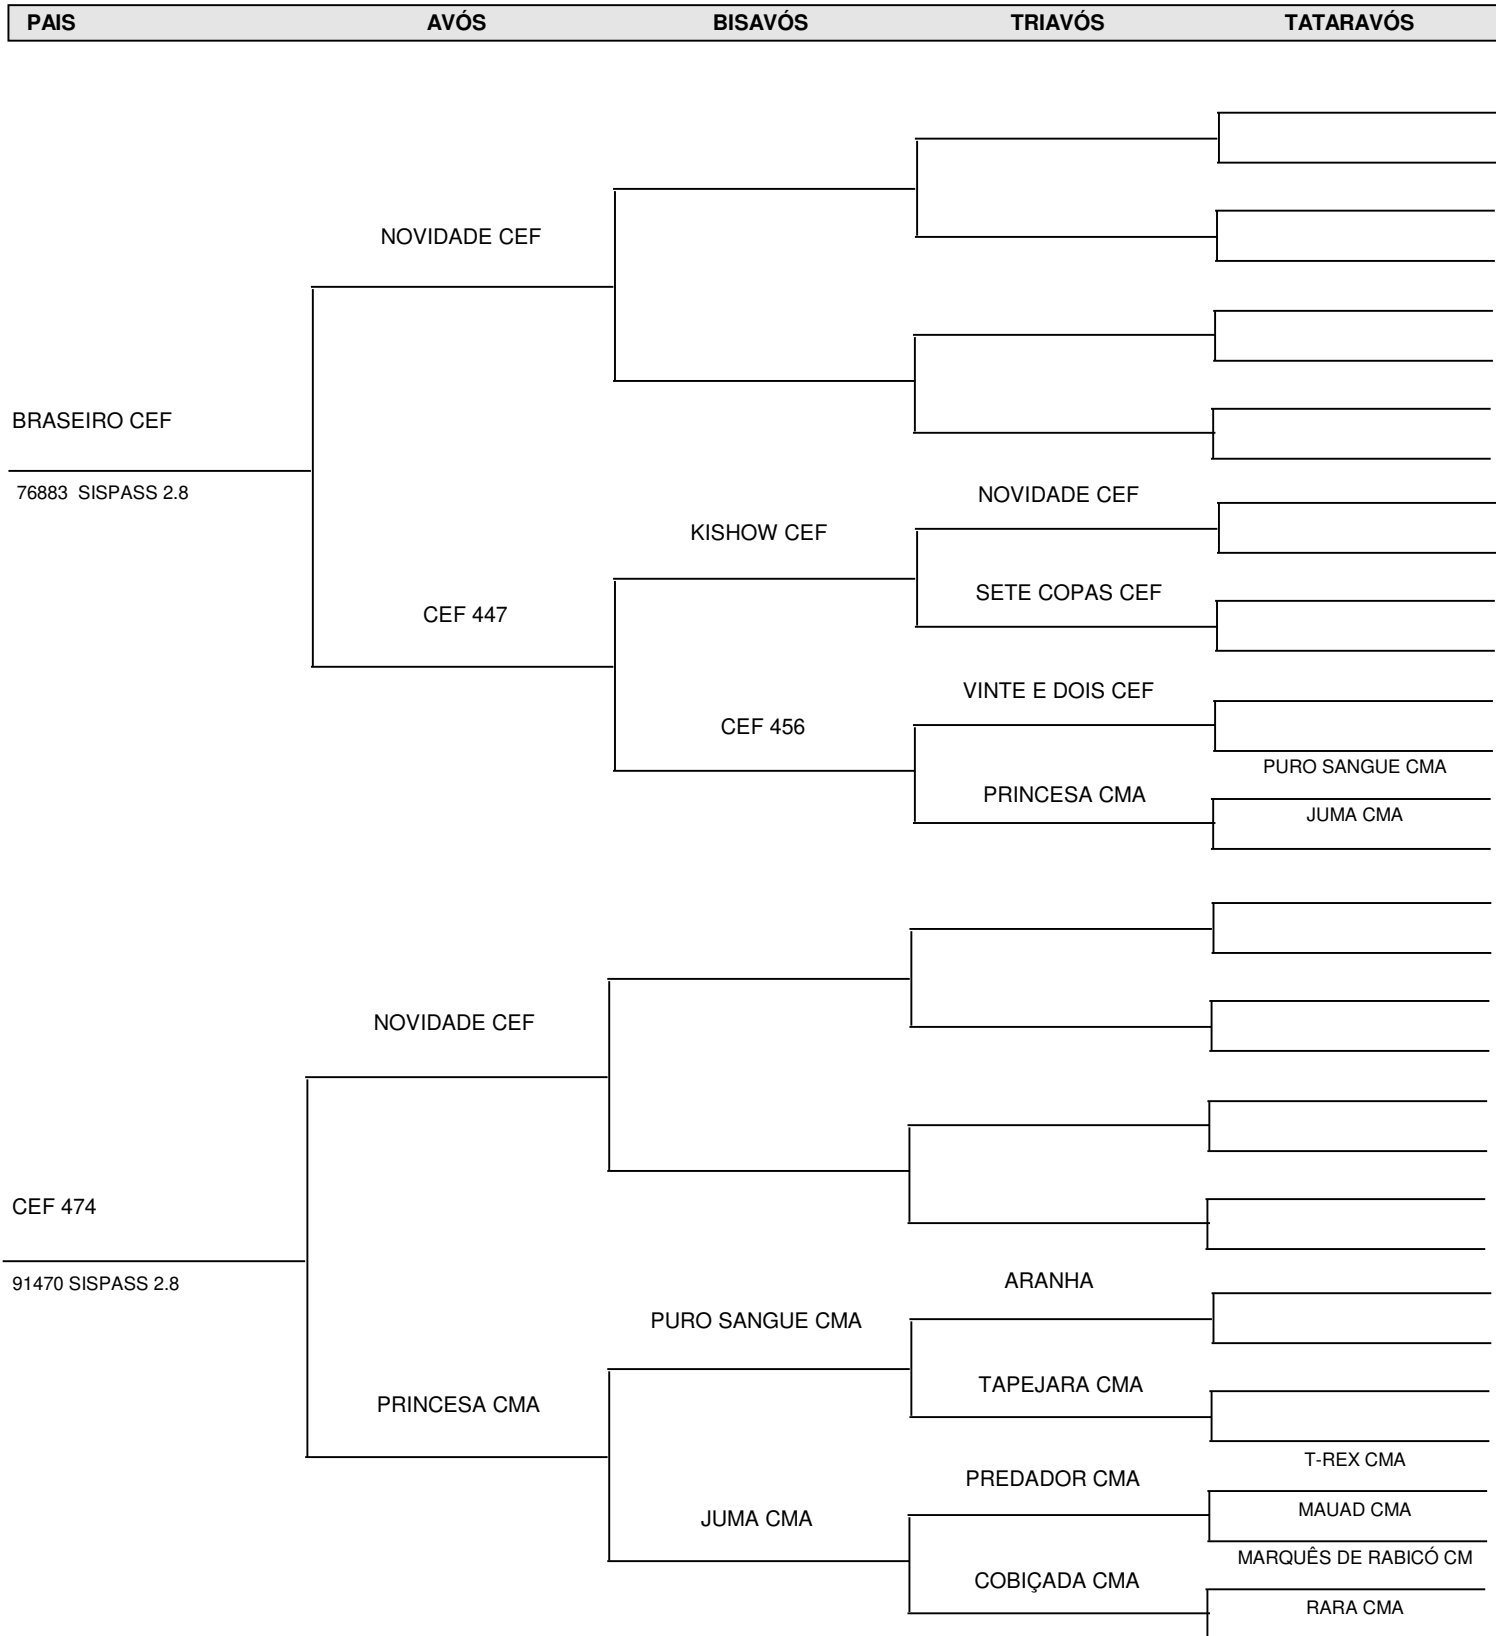 PAIS AVÓS BISAVÓS TRIAVÓS TATARAVÓS
NOVIDADE CEF
BRASEIRO CEF
76883 SISPASS 2.8
NOVIDADE CEF
KISHOW CEF
SETE COPAS CEF
CEF 447
VINTE E DOIS CEF
CEF 456
PURO SANGUE CMA
PRINCESA CMA
JUMA CMA
NOVIDADE CEF
CEF 474
91470 SISPASS 2.8
ARANHA
PURO SANGUE CMA
TAPEJARA CMA
PRINCESA CMA
T-REX CMA
PREDADOR CMA
MAUAD CMA
JUMA CMA
MARQUÊS DE RABICÓ CM
COBIÇADA CMA
RARA CMA